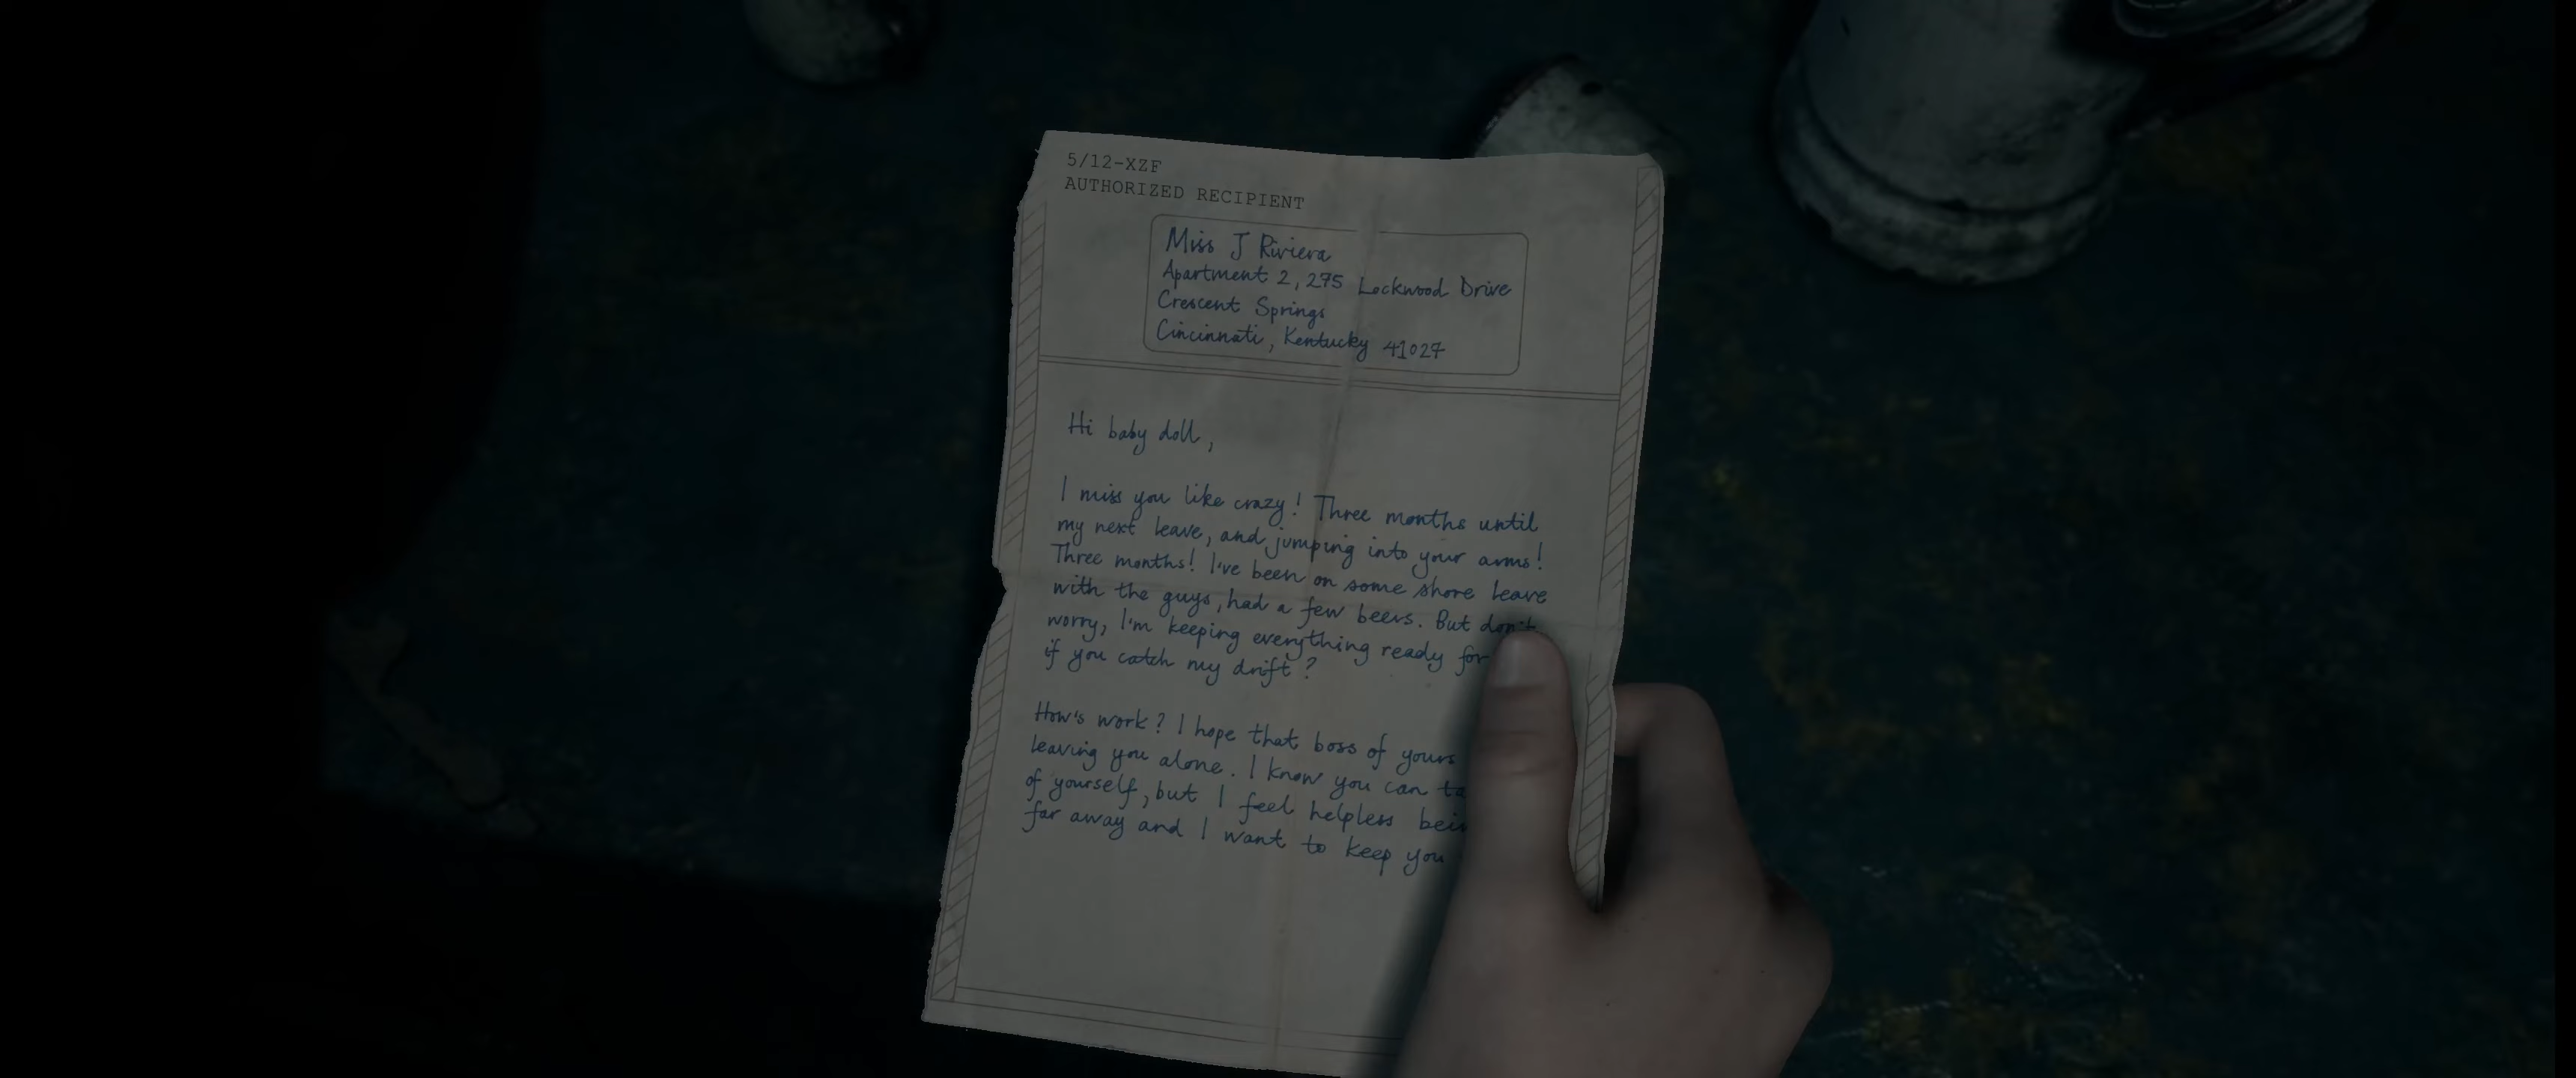 5/12-XZF
AUTHORIZED RECIPIENT
Miss J Riviera
Apartment 2, 275 Lockwood Drive
Crescent Springs
Cincinnati, Kentucky 41027
Hi baby doll,
I miss you like crazy! Three months until
my next leave, and jumping into your arms!
Three months! I've been on some shore leave
with the guys, had a few beers. But don't
worry, I'm keeping everything ready for
if you catch my drift?
How's work? I hope that boss of yours
leaving you alone. I know you can ta
of yourself, but I feel helpless bein
far away and I want to keep you